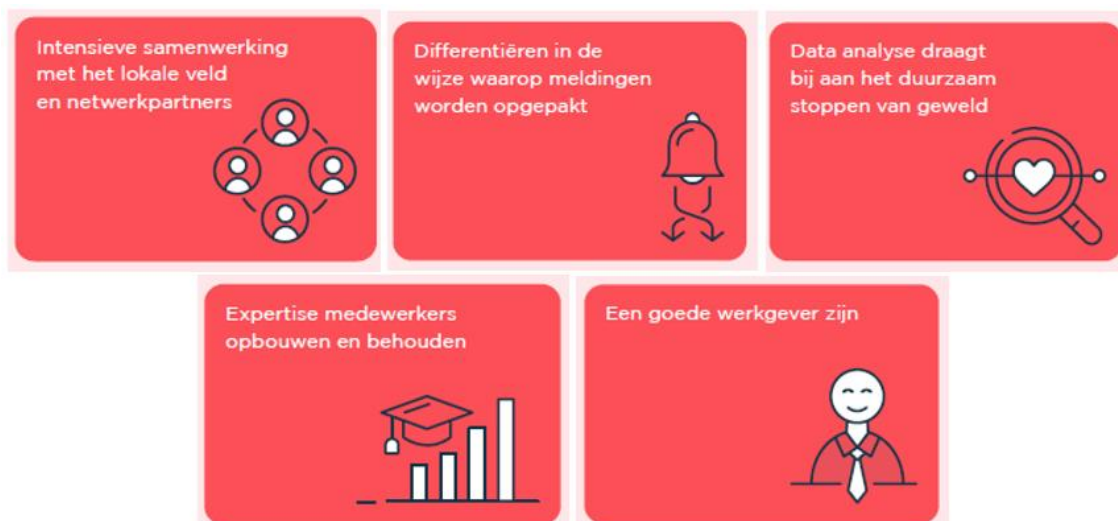 Intensieve samenwerking
met het lokale veld
en netwerkpartners
Differentiëren in de
wijze waarop meldingen
worden opgepakt
Data analyse draagt
bij aan het duurzaam
stoppen van geweld
Expertise medewerkers
opbouwen en behouden
Een goede werkgever zijn